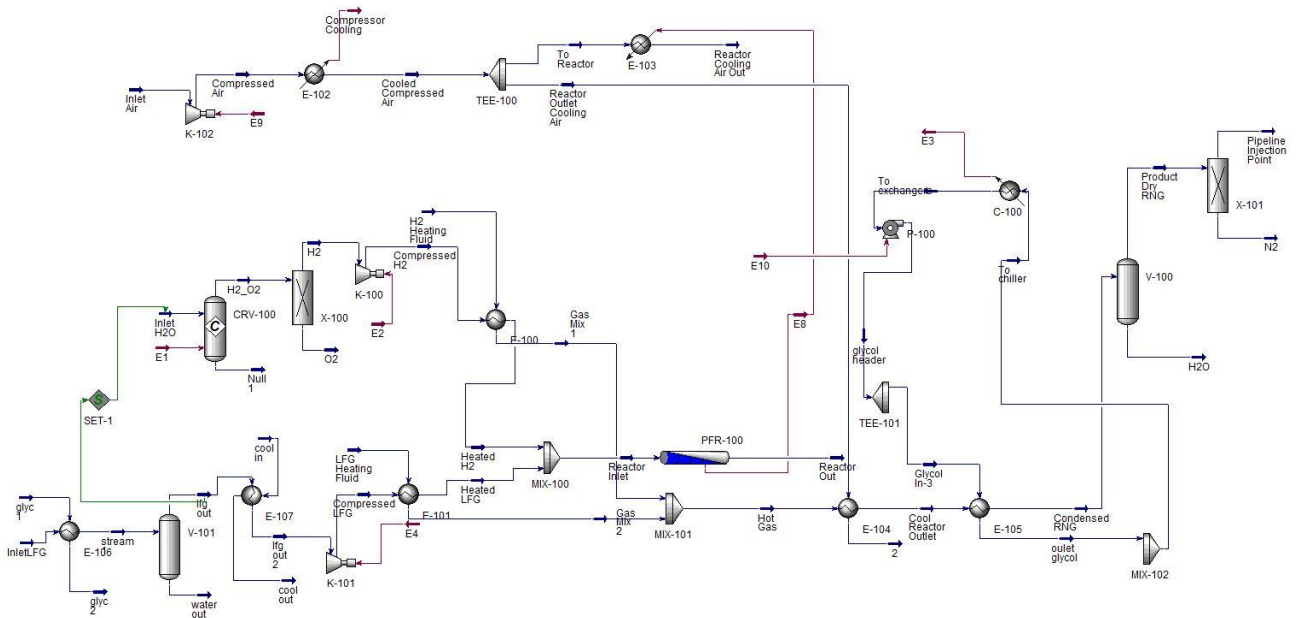 Compressor
Cooling
To
Reactor
E-103
Reactor
Cooling
Air Out
Compressed
Air
E-102
Cooled
Compressed
Air
TEE-100
Reactor
Outlet
Cooling
Air
Inlet
Air
K-102
E9
E3
To
exchangers
C-100
Product
Dry
RNG
Pipeline
Injection
Point
X-101
N2
P-100
E10
To
chiller
V-100
H2O
H2
Heating
Fluid
Compressed
H2
H2
K-100
E2
H2_O2
CRV-100
Inlet
H2O
E1
Null
1
X-100
O2
E-100
Gas
Mix
1
E8
glycol
header
TEE-101
SET-1
cool
in
LFG
Heating
Fluid
Heated
H2
MIX-100
Reactor
Inlet
PFR-100
Reactor
Out
Glycol
In-3
glyc
1
InletLFG
E-106
stream
lfg
out
V-101
E-107
lfg
out
2
Compressed
LFG
E-101
E4
Heated
LFG
K-101
Gas
Mix
2
MIX-101
Hot
Gas
E-104
2
Cool
Reactor
Outlet
E-105
Condensed
RNG
oulet
glycol
MIX-102
glyc
2
water
out
cool
out